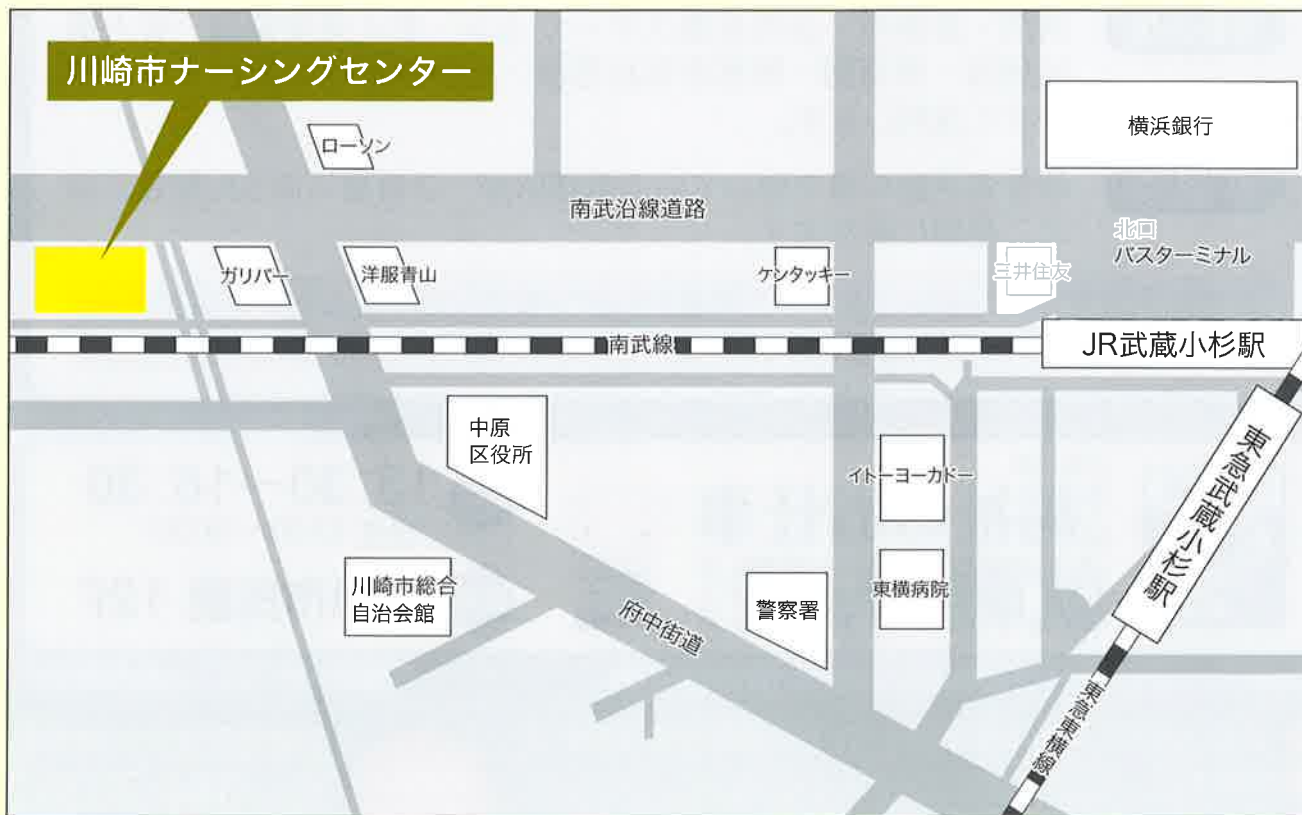 川崎市ナーシングセンター
ローソン
横浜銀行
南武沿線道路
北口
バスターミナル
ガリバー
洋服青山
ケンタッキー
三井住友
南武線
JR武蔵小杉駅
中原
区役所
イトーヨーカドー
東急武蔵小杉駅
川崎市総合
自治会館
府中街道
警察署
東横病院
東急東横線